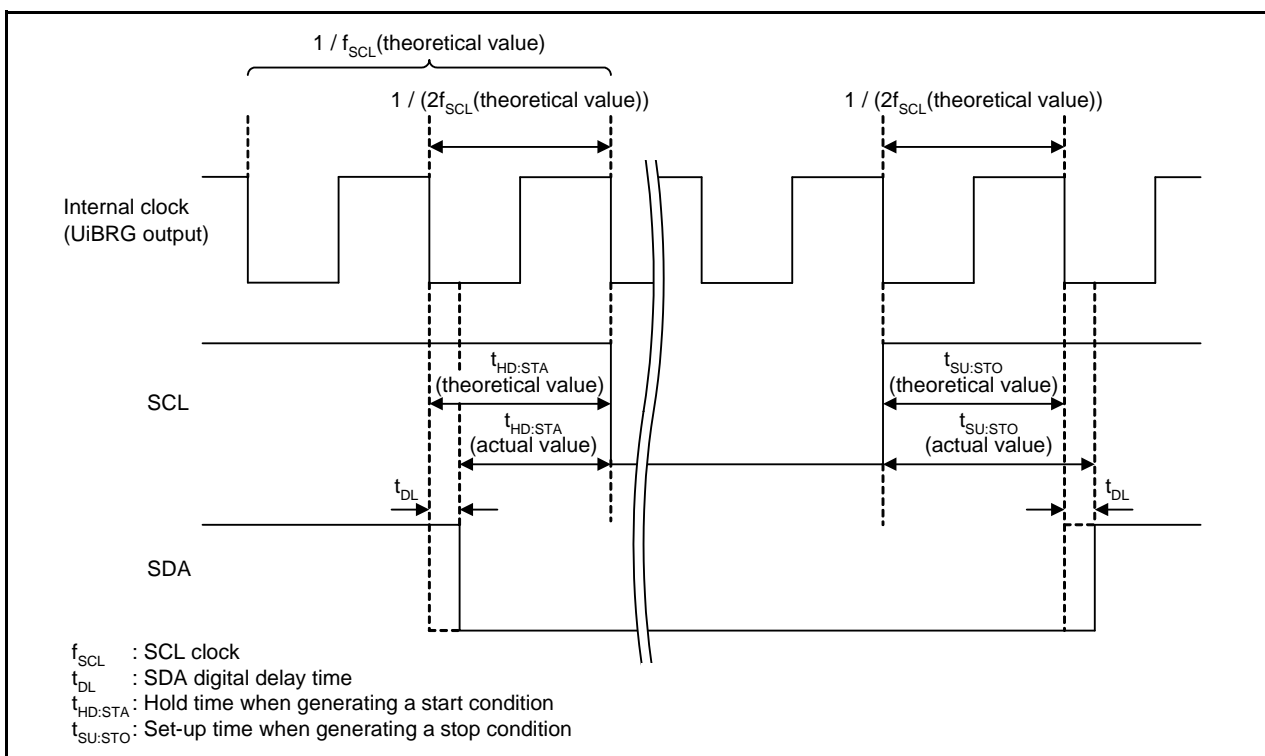 1 / fSCL(theoretical value)
1 / (2fSCL(theoretical value))
1 / (2fSCL(theoretical value))
Internal clock
(UiBRG output)
tHD:STA
(theoretical value)
tSU:STO
(theoretical value)
SCL
tHD:STA
(actual value)
tSU:STO
(actual value)
tDL
tDL
SDA
fSCL : SCL clock
tDL : SDA digital delay time
tHD:STA : Hold time when generating a start condition
tSU:STO : Set-up time when generating a stop condition